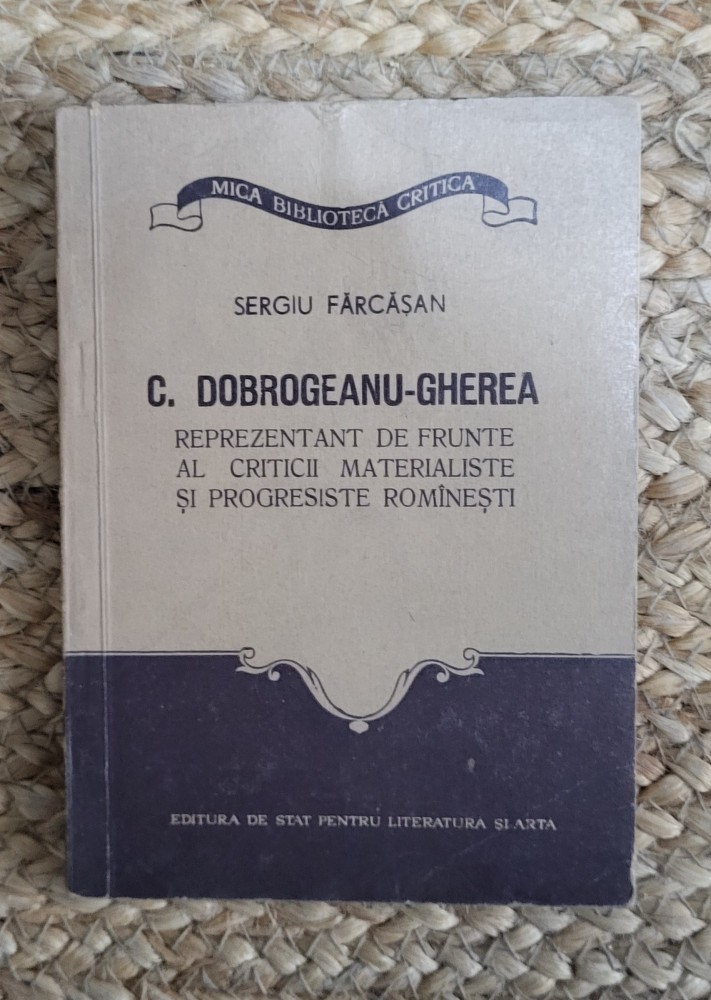 MICA BIBLIOTECĂ CRITICA
SERGIU FĂRCĂȘAN
C. DOBROGEANU-GHEREA
REPREZENTANT DE FRUNTE
AL CRITICII MATERIALISTE
ȘI PROGRESISTE ROMÎNEȘTI
EDITURA DE STAT PENTRU LITERATURA ȘI ARTA